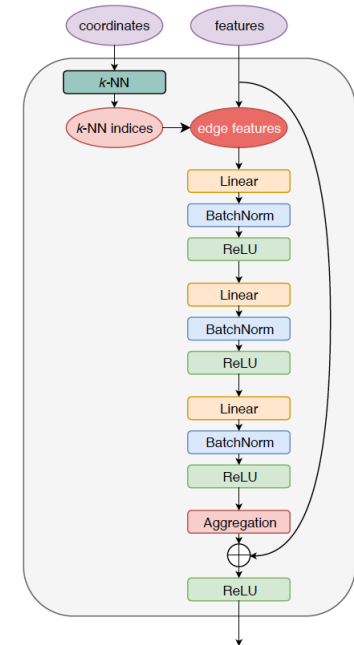 coordinates
features
k-NN
k-NN indices
edge features
Linear
BatchNorm
ReLU
Linear
BatchNorm
ReLU
Linear
BatchNorm
ReLU
Aggregation
ReLU